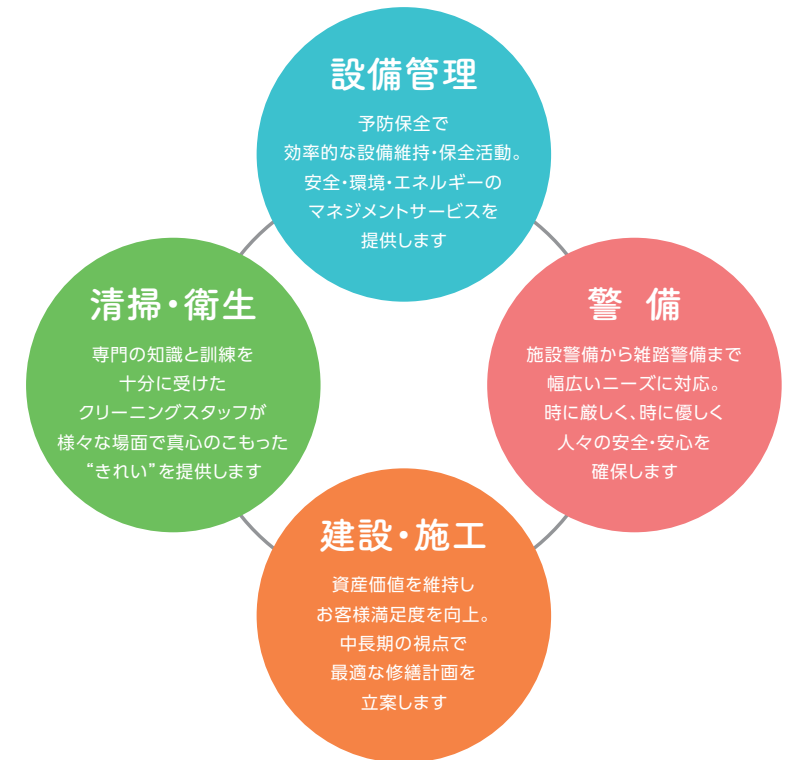 設備管理
予防保全で
効率的な設備維持・保全活動。
安全・環境・エネルギーの
マネジメントサービスを
提供します
清掃・衛生
専門の知識と訓練を
十分に受けた
クリーニングスタッフが
様々な場面で真心のこもった
“きれい”を提供します
警 備
施設警備から雑踏警備まで
幅広いニーズに対応。
時に厳しく、時に優しく
人々の安全・安心を
確保します
建設・施工
資産価値を維持し
お客様満足度を向上。
中長期の視点で
最適な修繕計画を
立案します